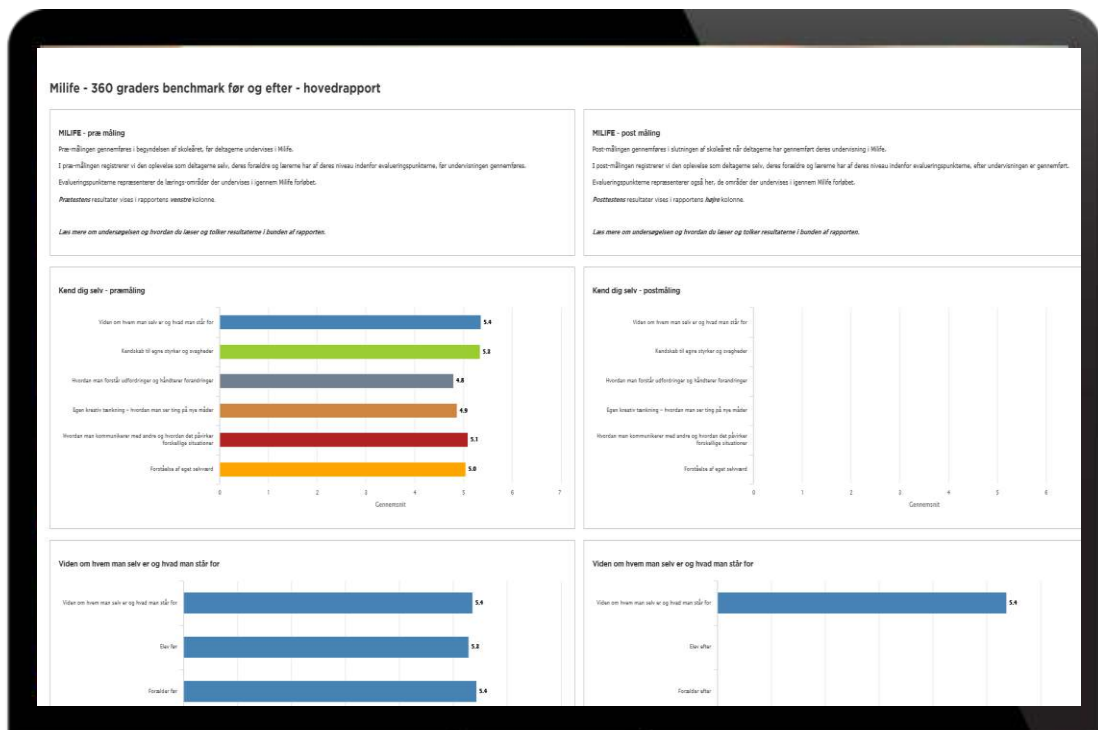 Milife - 360 graders benchmark før og efter - hovedrapport
MILIFE - præ måling
Præ-målingen gennemføres i begyndelsen af skoleåret, før deltagerne undervises i Milife.
I præ-målingen registrerer vi den oplevelse som deltagerne selv, deres forældre og lærerne har af deres niveau indenfor evalueringspunkterne, før undervisningen gennemføres.
Evalueringspunkterne repræsenterer de lærings-områder der undervises i igennem Milife forløbet.
Prætestens resultater vises i rapportens venstre kolonne.
Læs mere om undersøgelsen og hvordan du læser og tolker resultaterne i bunden af rapporten.
MILIFE - post måling
Post-målingen gennemføres i slutningen af skoleåret når deltagerne har gennemført deres undervisning i Milife.
I post-målingen registrerer vi den oplevelse som deltagerne selv, deres forældre og lærerne har af deres niveau indenfor evalueringspunkterne, efter undervisningen er gennemført.
Evalueringspunkterne repræsenterer også her, de områder der undervises i igennem Milife forløbet.
Posttestens resultater vises i rapportens højre kolonne.
Læs mere om undersøgelsen og hvordan du læser og tolker resultaterne i bunden af rapporten.
Kend dig selv - præmåling
Viden om hvem man selv er og hvad man står for
5.4
Kendskab til egne styrker og svagheder
5.3
Hvordan man forstår udfordringer og håndterer forandringer
4.8
Egen kreativ tænkning – hvordan man ser ting på nye måder
4.9
Hvordan man kommunikerer med andre og hvordan det påvirker
forskellige situationer
5.1
Forståelse af eget selvværd
5.0
0 1 2 3 4 5 6 7
Gennemsnit
Kend dig selv - postmåling
Viden om hvem man selv er og hvad man står for
Kendskab til egne styrker og svagheder
Hvordan man forstår udfordringer og håndterer forandringer
Egen kreativ tænkning – hvordan man ser ting på nye måder
Hvordan man kommunikerer med andre og hvordan det påvirker
forskellige situationer
Forståelse af eget selvværd
0 1 2 3 4 5 6
Gennemsnit
Viden om hvem man selv er og hvad man står for
Viden om hvem man selv er og hvad man står for
5.4
Elev før
5.3
Forælder før
5.4
Viden om hvem man selv er og hvad man står for
Viden om hvem man selv er og hvad man står for
5.4
Elev efter
Forælder efter